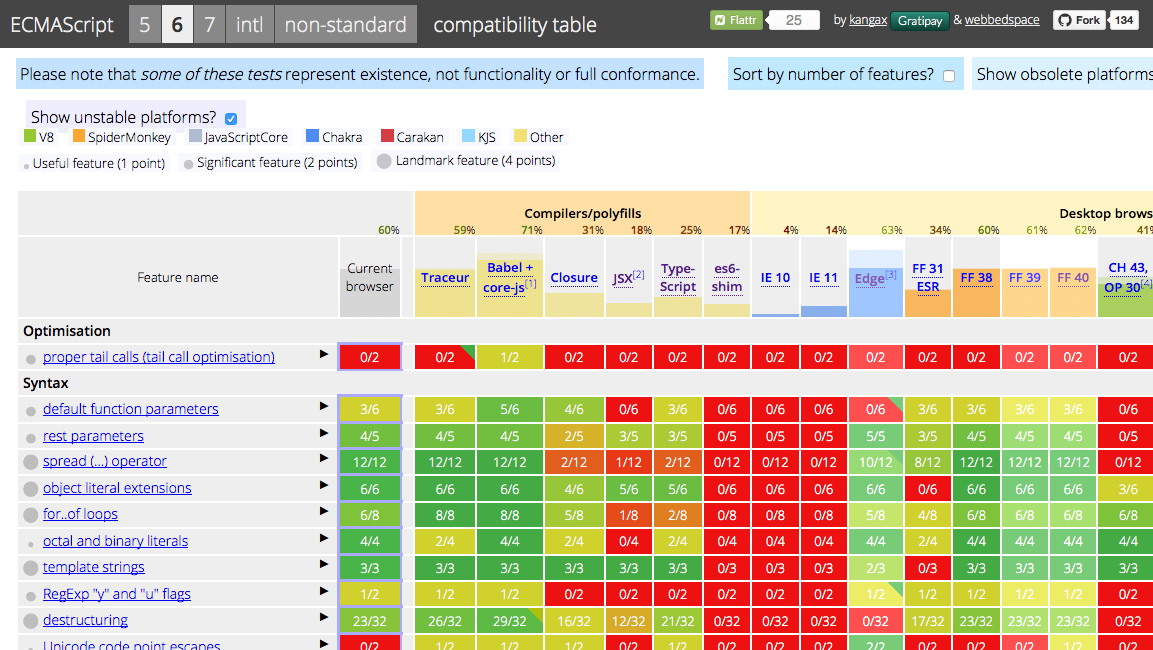 ECMAScript 5 6 7 intl non-standard compatibility table Flattr 25 by kangax Gratipay & webbedspace Fork 134
Please note that some of these tests represent existence, not functionality or full conformance. Sort by number of features? Show obsolete platforms
Show unstable platforms?
V8 SpiderMonkey JavaScriptCore Chakra Carakan KJS Other
Useful feature (1 point) Significant feature (2 points) Landmark feature (4 points)
Compilers/polyfills Desktop brows
60% 59% 71% 31% 18% 25% 17% 4% 14% 63% 34% 60% 61% 62% 41%
Feature name Current browser Traceur Babel + core-js[1] Closure JSX[2] Type-Script es6-shim IE 10 IE 11 Edge[3] FF 31 ESR FF 38 FF 39 FF 40 CH 43, OP 30[4]
Optimisation
proper tail calls (tail call optimisation) 0/2 0/2 1/2 0/2 0/2 0/2 0/2 0/2 0/2 0/2 0/2 0/2 0/2 0/2 0/2
Syntax
default function parameters 3/6 3/6 5/6 4/6 0/6 3/6 0/6 0/6 0/6 0/6 3/6 3/6 3/6 3/6 0/6
rest parameters 4/5 4/5 4/5 2/5 3/5 3/5 0/5 0/5 0/5 5/5 3/5 4/5 4/5 4/5 0/5
spread (...) operator 12/12 12/12 12/12 2/12 1/12 2/12 0/12 0/12 0/12 10/12 8/12 12/12 12/12 12/12 0/12
object literal extensions 6/6 6/6 6/6 4/6 5/6 5/6 0/6 0/6 0/6 6/6 0/6 6/6 6/6 6/6 3/6
for..of loops 6/8 8/8 8/8 5/8 1/8 2/8 0/8 0/8 0/8 5/8 4/8 6/8 6/8 6/8 6/8
octal and binary literals 4/4 2/4 4/4 2/4 0/4 2/4 0/4 0/4 0/4 4/4 2/4 4/4 4/4 4/4 4/4
template strings 3/3 3/3 3/3 3/3 3/3 3/3 0/3 0/3 0/3 2/3 0/3 3/3 3/3 3/3 3/3
RegExp "y" and "u" flags 1/2 1/2 1/2 0/2 0/2 0/2 0/2 0/2 0/2 1/2 1/2 1/2 1/2 1/2 0/2
destructuring 23/32 26/32 29/32 16/32 12/32 21/32 0/32 0/32 0/32 0/32 17/32 23/32 23/32 23/32 0/32
Unicode code point escapes 0/2 1/2 1/2 1/2 0/2 0/2 0/2 0/2 0/2 2/2 0/2 0/2 0/2 1/2 0/2